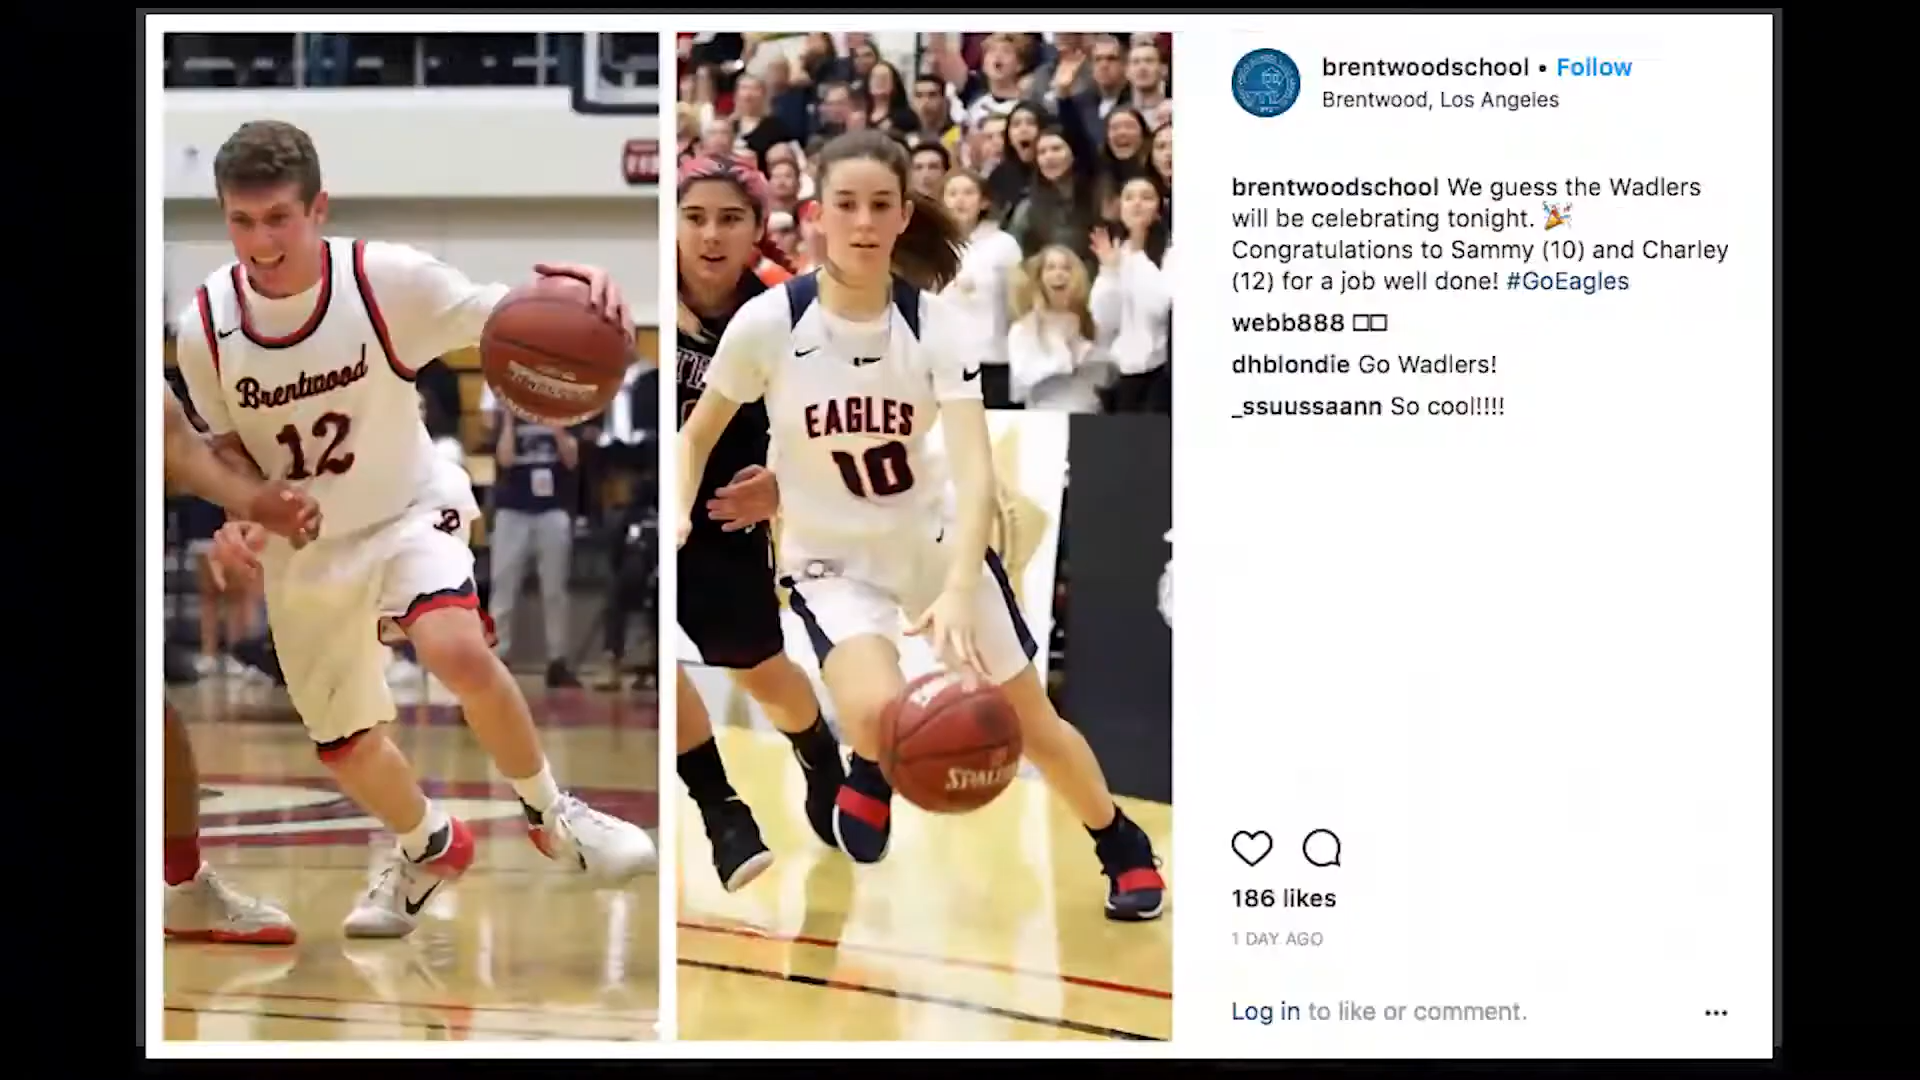 Brentwood
12
EAGLES
10
SPALDING
brentwoodschool • Follow
Brentwood, Los Angeles
brentwoodschool We guess the Wadlers
will be celebrating tonight. 🎉
Congratulations to Sammy (10) and Charley
(12) for a job well done! #GoEagles
webb888 □□
dhblondie Go Wadlers!
_ssuussaann So cool!!!!
186 likes
1 DAY AGO
Log in to like or comment.